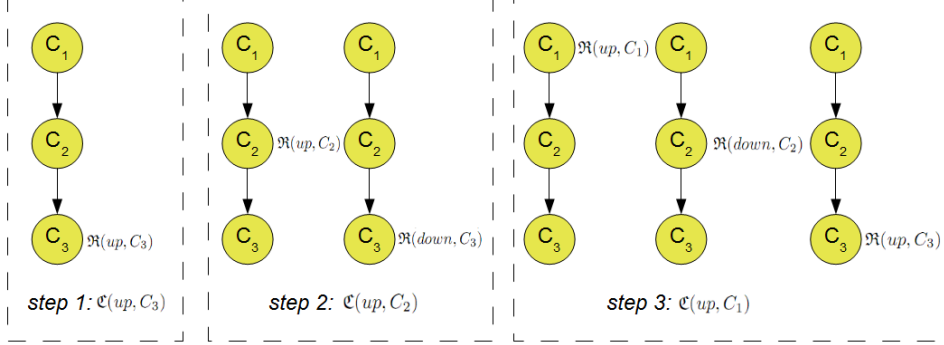 C₁ C₁ C₁ C₁ ℜ(up, C₁) C₁ C₁
C₂ C₂ ℜ(up, C₂) C₂ C₂ C₂ ℜ(down, C₂) C₂
C₃ ℜ(up, C₃) C₃ C₃ ℜ(down, C₃) C₃ C₃ C₃ ℜ(up, C₃)
step 1: ℭ(up, C₃) step 2: ℭ(up, C₂) step 3: ℭ(up, C₁)